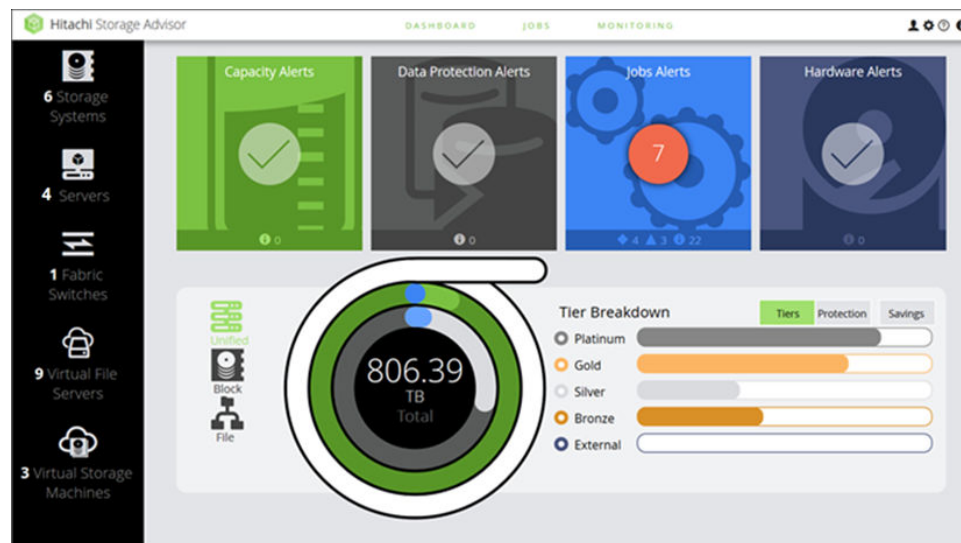 Hitachi Storage Advisor
DASHBOARD JOBS MONITORING
6 Storage
Systems
4 Servers
1 Fabric
Switches
9 Virtual File
Servers
3 Virtual Storage
Machines
Capacity Alerts
0
Data Protection Alerts
0
Jobs Alerts
7
4 3 22
Hardware Alerts
0
Unified
Block
File
806.39
TB
Total
Tier Breakdown
Tiers Protection Savings
Platinum
Gold
Silver
Bronze
External